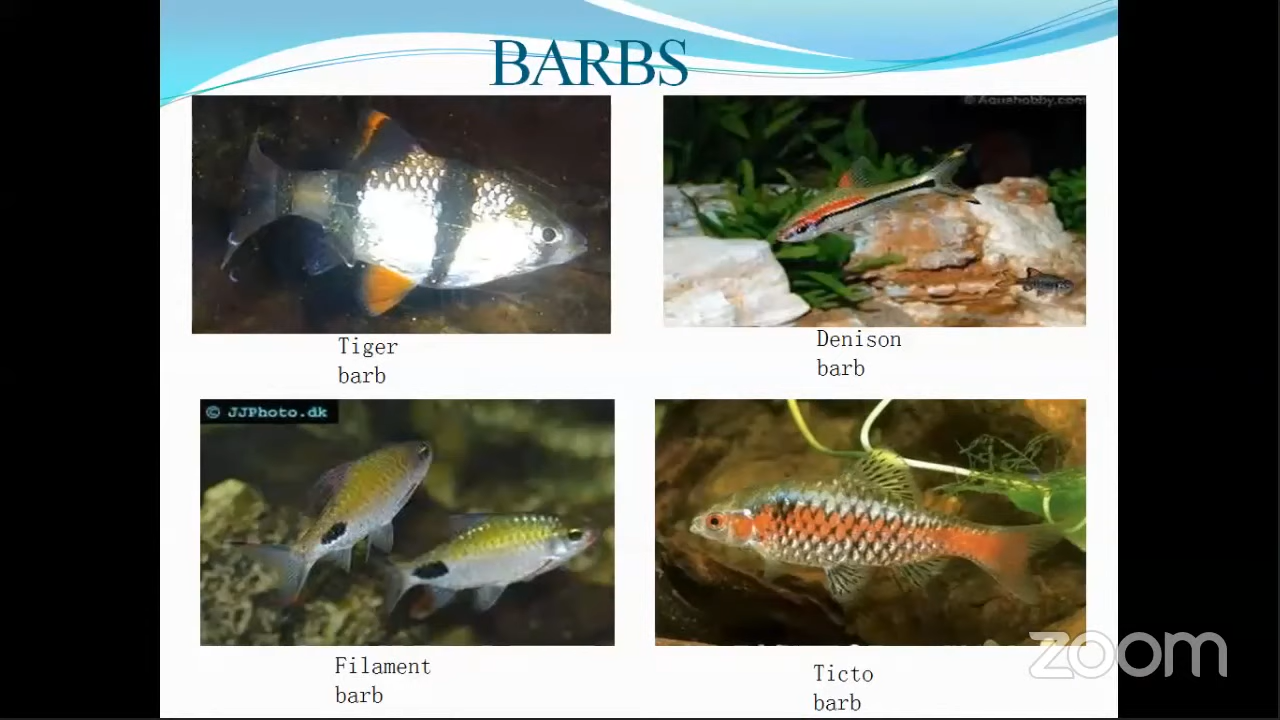 BARBS
© Aquahobby.com
Tiger
barb
Denison
barb
© JJPhoto.dk
Filament
barb
Ticto
barb
zoom